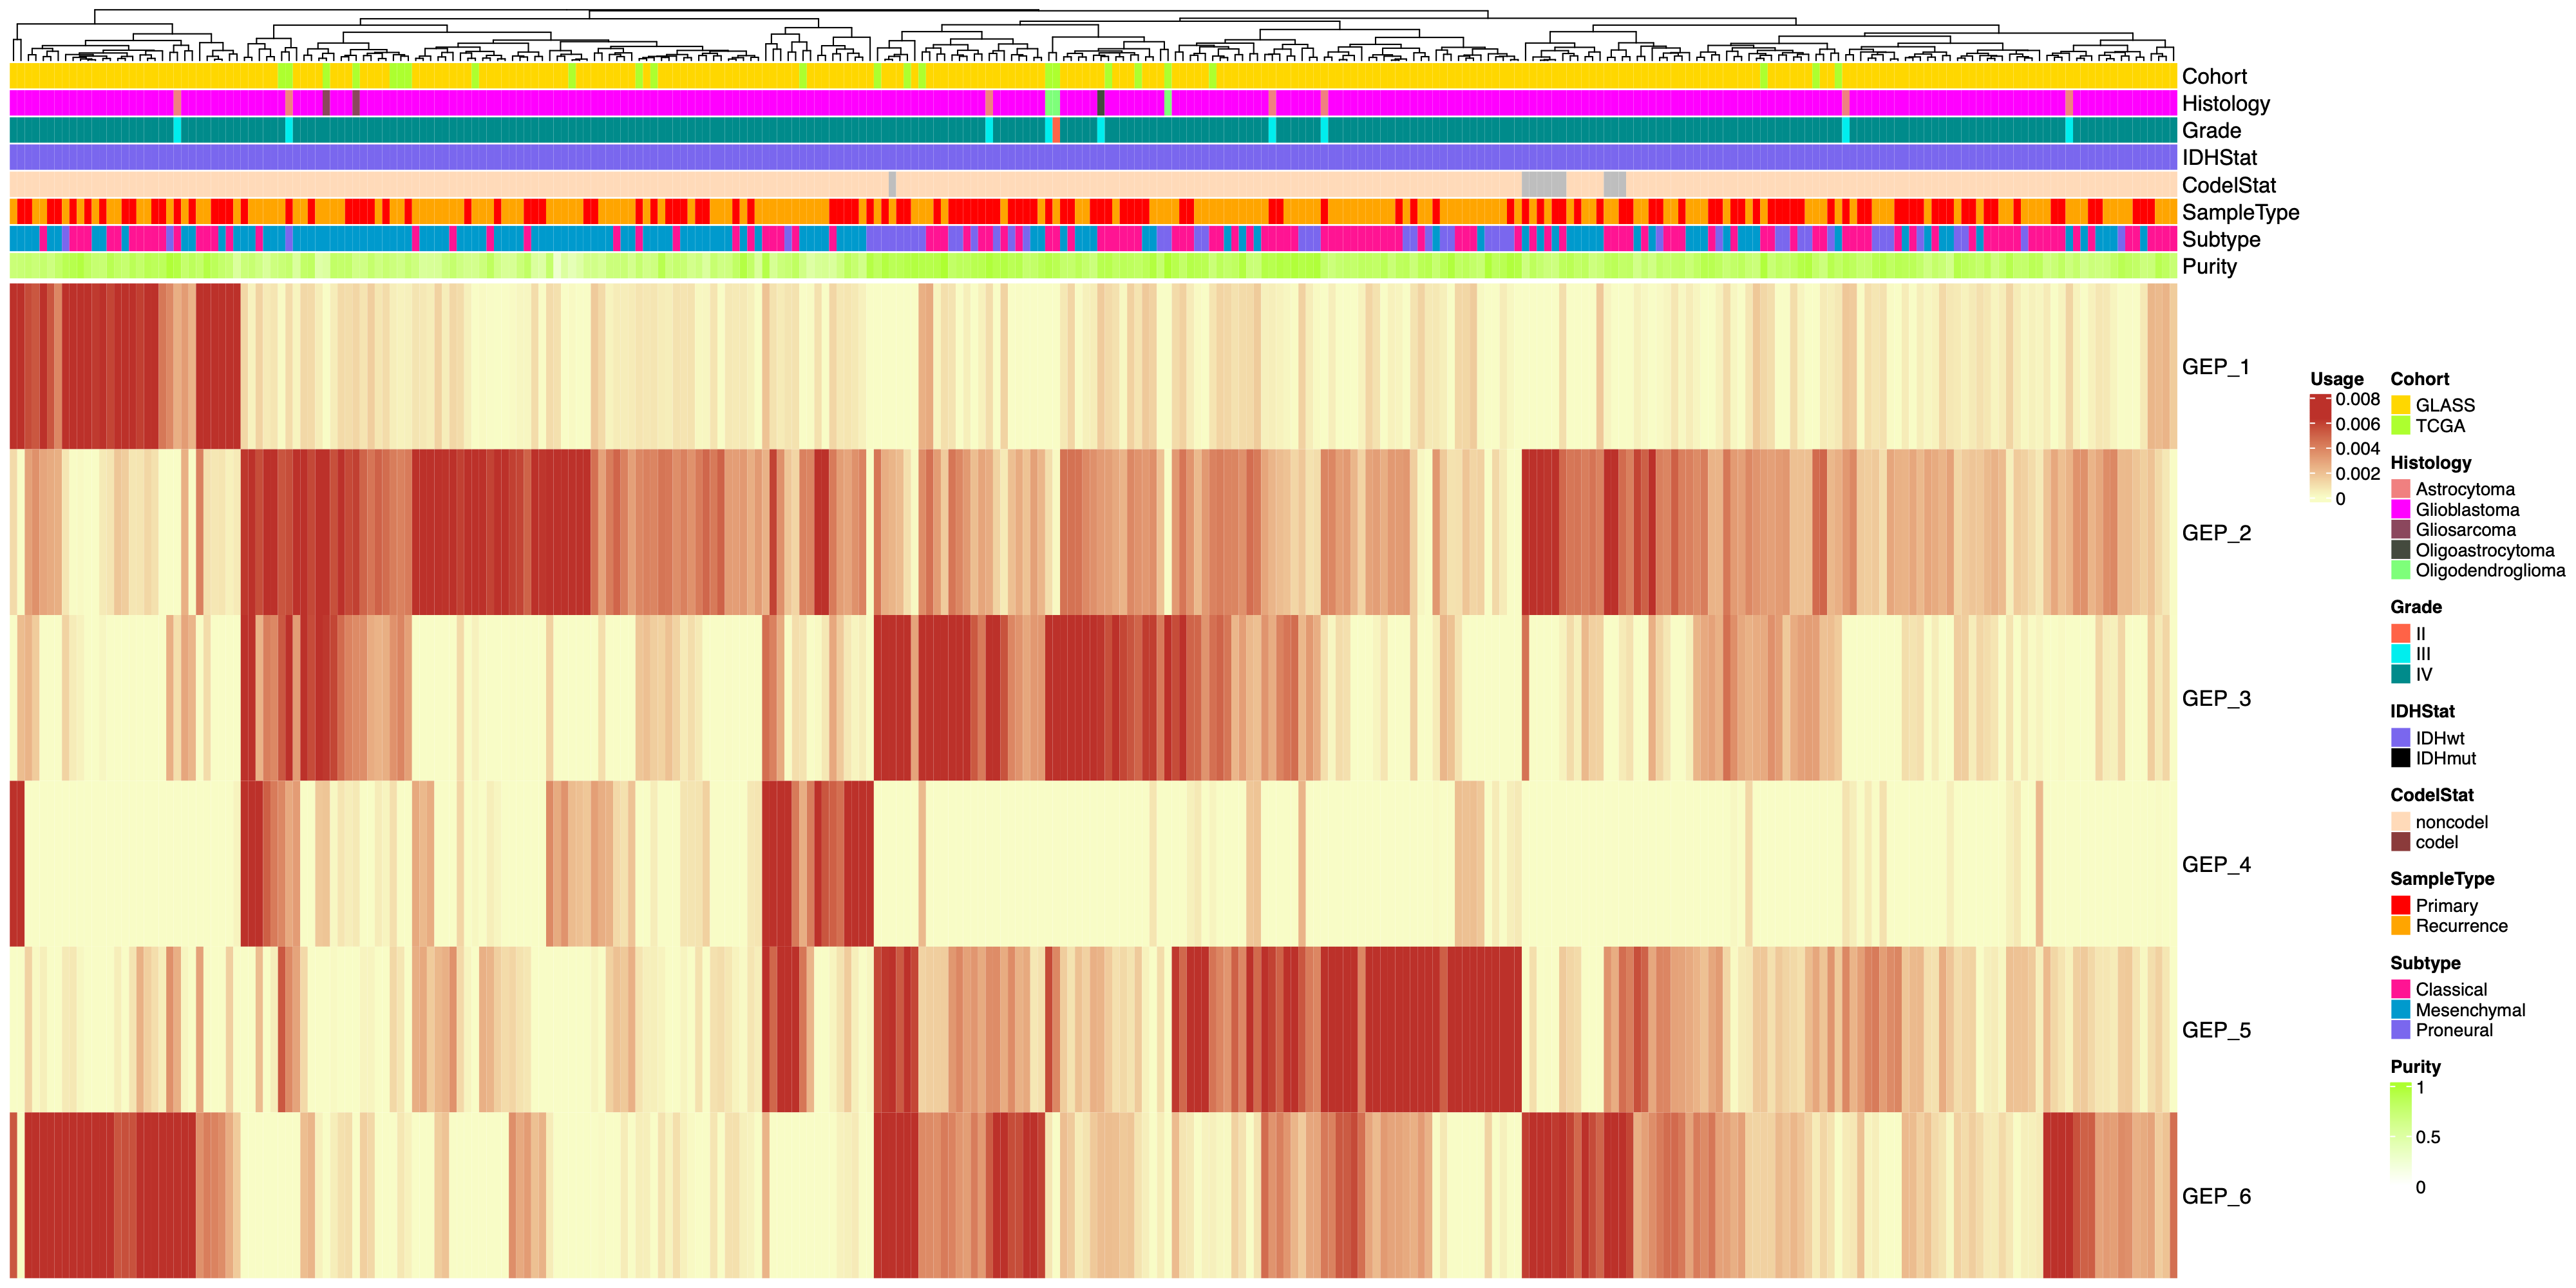 Cohort
Histology
Grade
IDHStat
CodelStat
SampleType
Subtype
Purity
GEP_1
GEP_2
GEP_3
GEP_4
GEP_5
GEP_6
Usage
0.008
0.006
0.004
0.002
0
Cohort
GLASS
TCGA
Histology
Astrocytoma
Glioblastoma
Gliosarcoma
Oligoastrocytoma
Oligodendroglioma
Grade
II
III
IV
IDHStat
IDHwt
IDHmut
CodelStat
noncodel
codel
SampleType
Primary
Recurrence
Subtype
Classical
Mesenchymal
Proneural
Purity
1
0.5
0